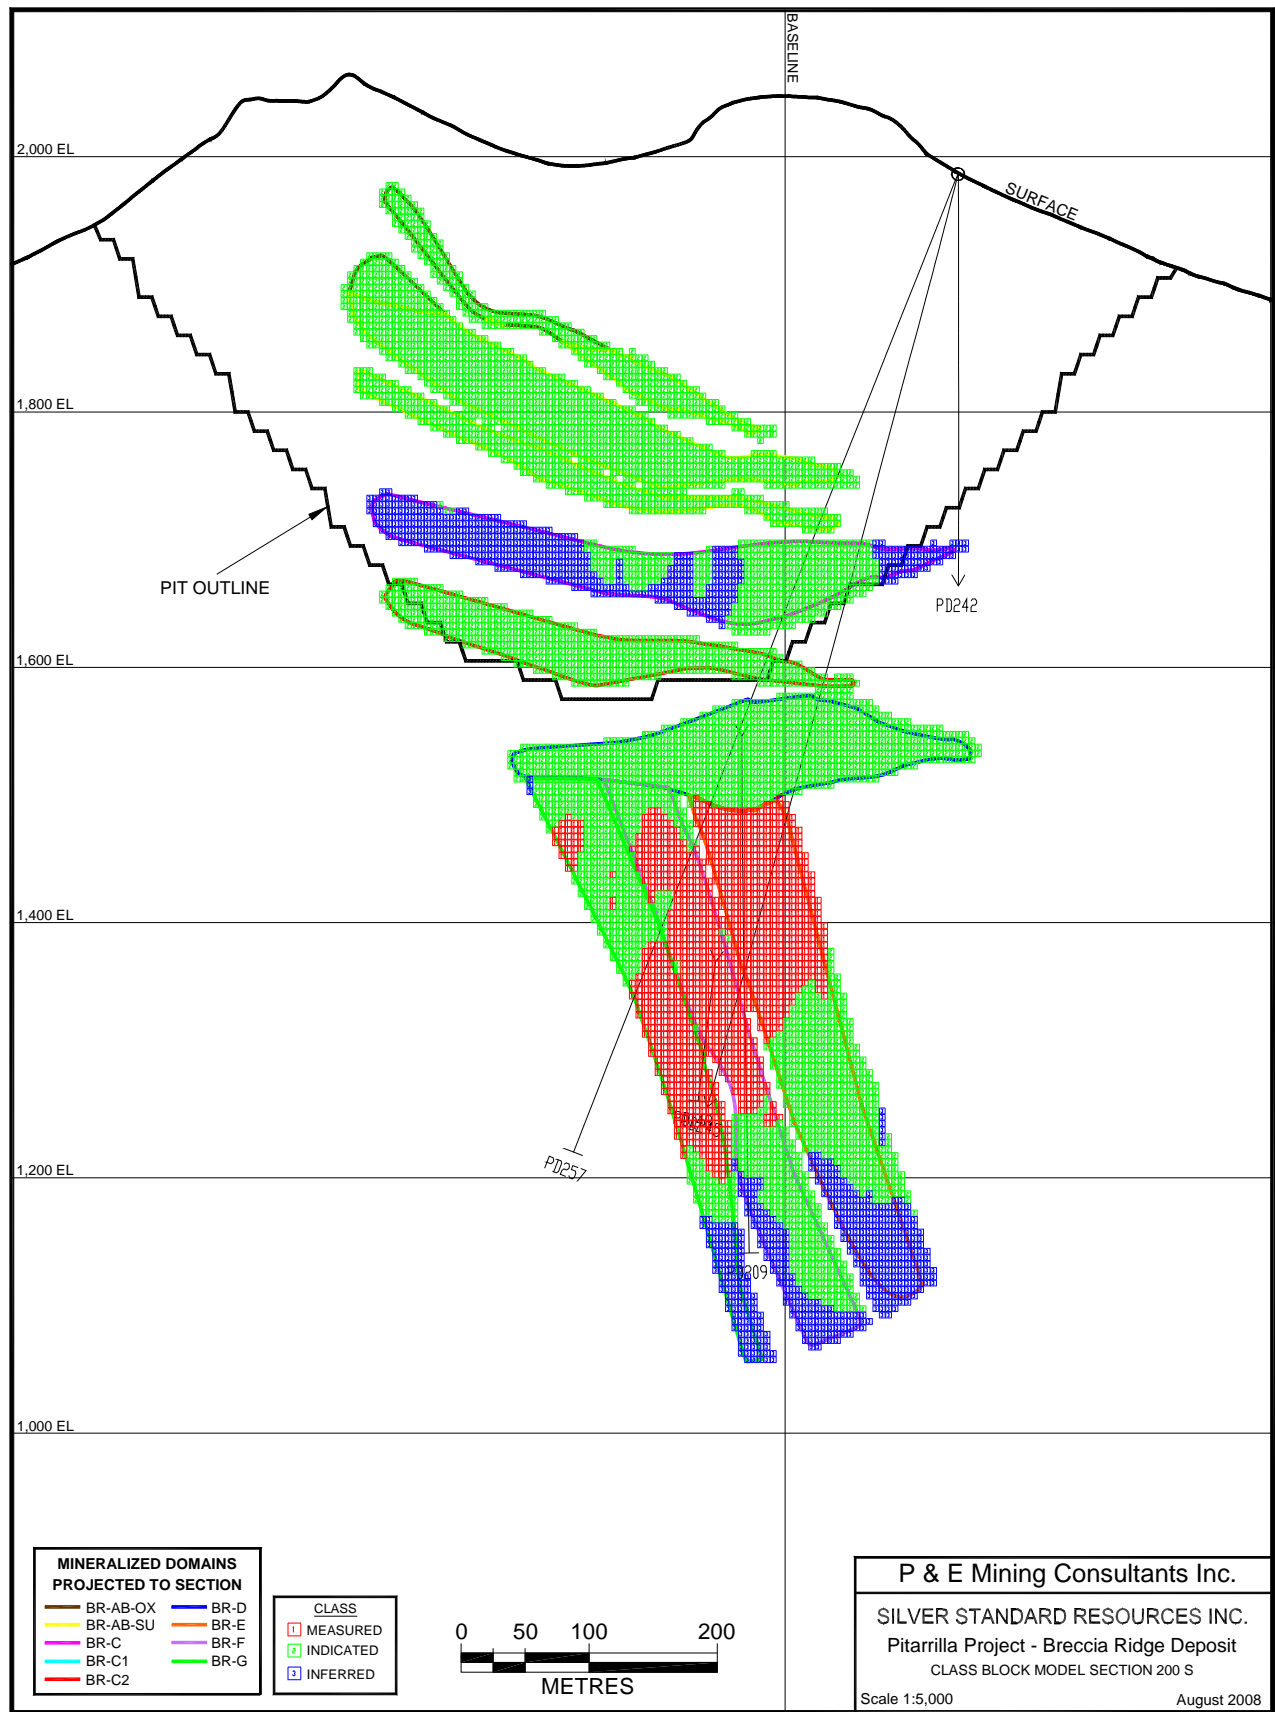 BASELINE
2,000 EL
SURFACE
1,800 EL
PIT OUTLINE
PD242
1,600 EL
1,400 EL
1,200 EL
PD257
1,000 EL
MINERALIZED DOMAINS
PROJECTED TO SECTION
BR-AB-OX
BR-AB-SU
BR-C
BR-C1
BR-C2
BR-D
BR-E
BR-F
BR-G
CLASS
1 MEASURED
2 INDICATED
3 INFERRED
0 50 100 200
METRES
P & E Mining Consultants Inc.
SILVER STANDARD RESOURCES INC.
Pitarrilla Project - Breccia Ridge Deposit
CLASS BLOCK MODEL SECTION 200 S
Scale 1:5,000 August 2008